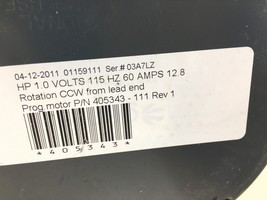 04-12-2011 01159111 Ser.# 03A7LZ
HP 1.0 VOLTS 115 HZ 60 AMPS 12.8
Rotation CCW from lead end
Prog.motor P/N 405343 - 111 Rev 1
*405343*